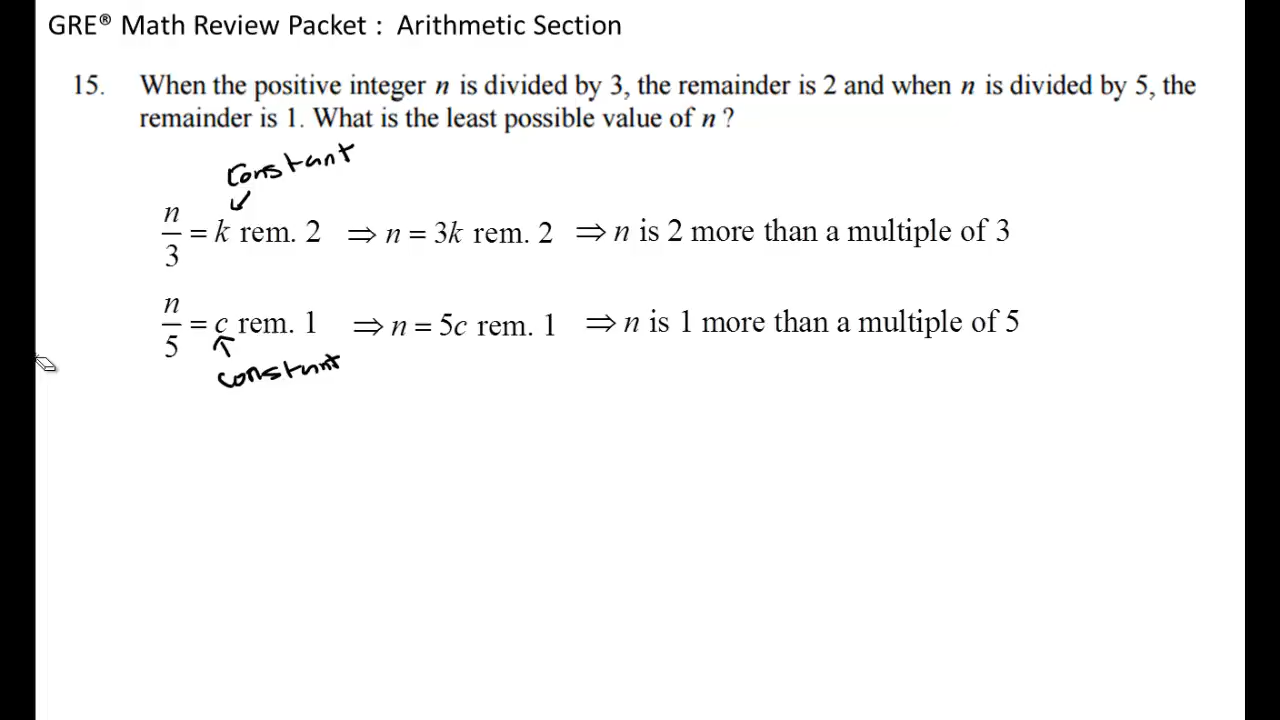 GRE® Math Review Packet : Arithmetic Section
15. When the positive integer n is divided by 3, the remainder is 2 and when n is divided by 5, the
remainder is 1. What is the least possible value of n ?
constant
n/3 = k rem. 2 ⇒ n = 3k rem. 2 ⇒ n is 2 more than a multiple of 3
n/5 = c rem. 1 ⇒ n = 5c rem. 1 ⇒ n is 1 more than a multiple of 5
constant